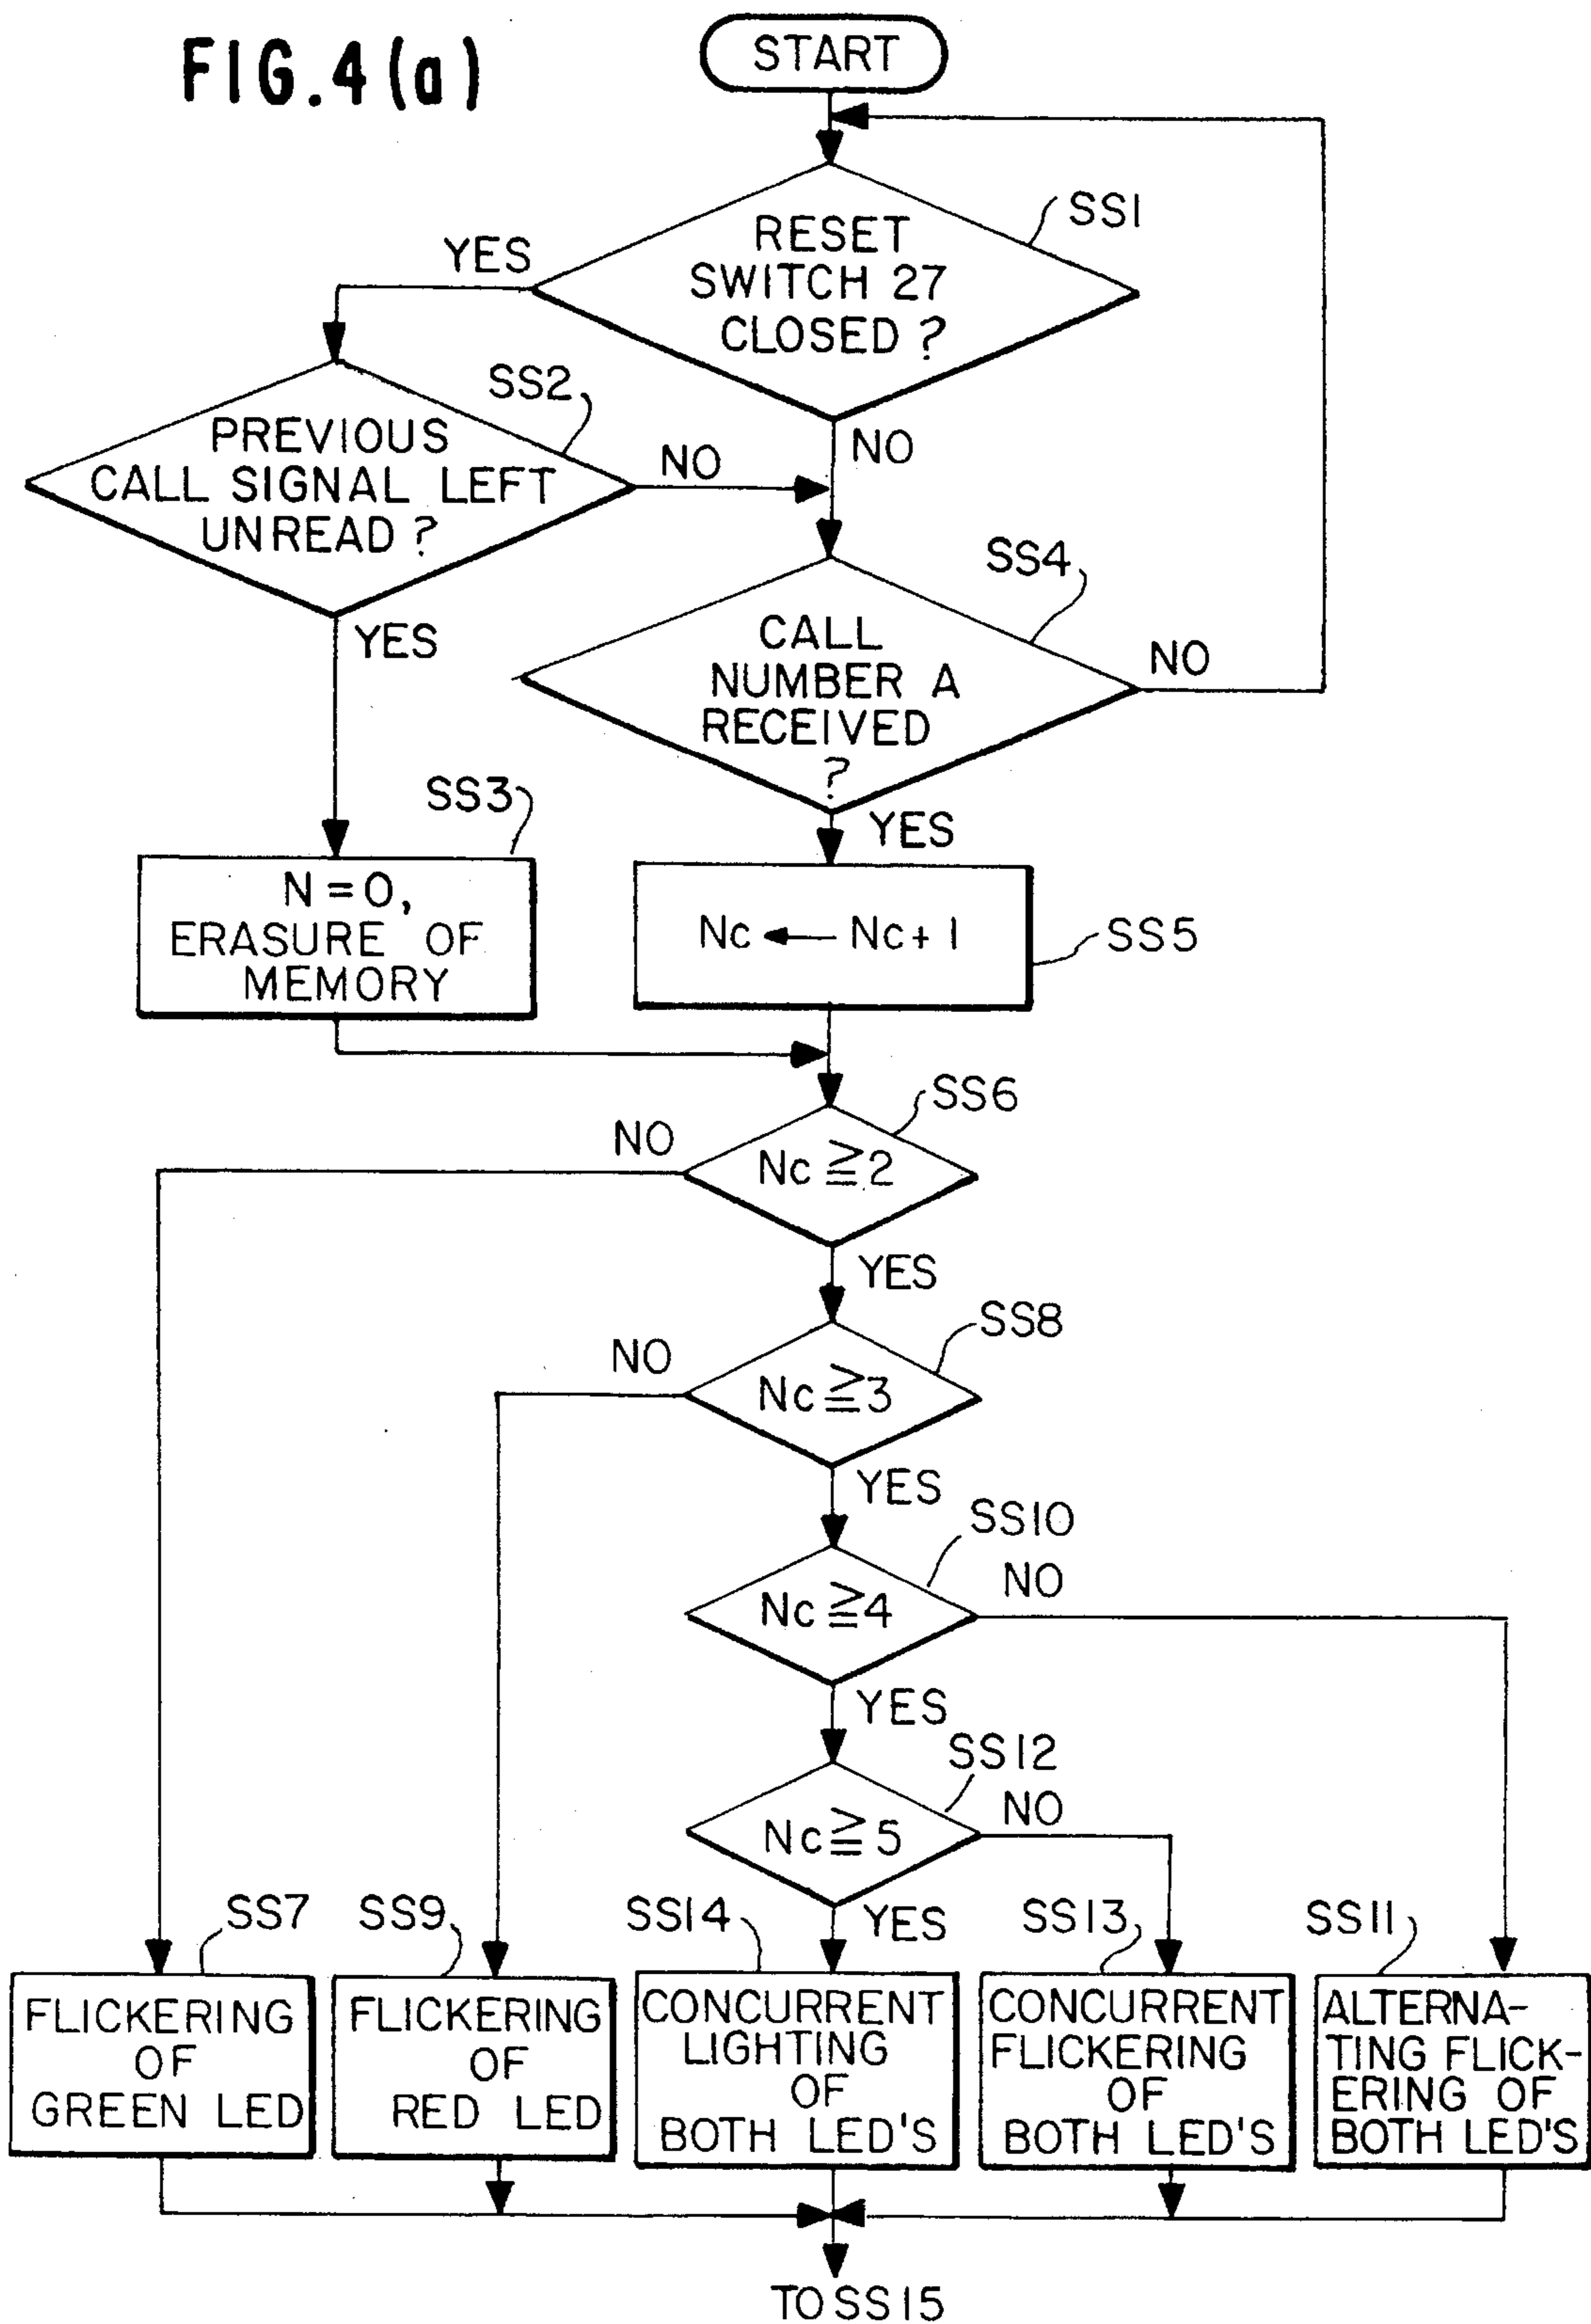 FIG. 4 (a)
START
SS1
RESET
SWITCH 27
CLOSED ?
YES
NO
SS2
PREVIOUS
CALL SIGNAL LEFT
UNREAD ?
NO
YES
SS4
CALL
NUMBER A
RECEIVED
?
NO
YES
SS3
N=0,
ERASURE OF
MEMORY
Nc ← Nc+1
SS5
SS6
Nc ≧ 2
NO
YES
SS8
Nc ≧ 3
NO
YES
SS10
Nc ≧ 4
NO
YES
SS12
Nc ≧ 5
NO
YES
SS7
FLICKERING
OF
GREEN LED
SS9
FLICKERING
OF
RED LED
SS14
CONCURRENT
LIGHTING
OF
BOTH LED'S
SS13
CONCURRENT
FLICKERING
OF
BOTH LED'S
SS11
ALTERNA-
TING FLICK-
ERING OF
BOTH LED'S
TO SS15